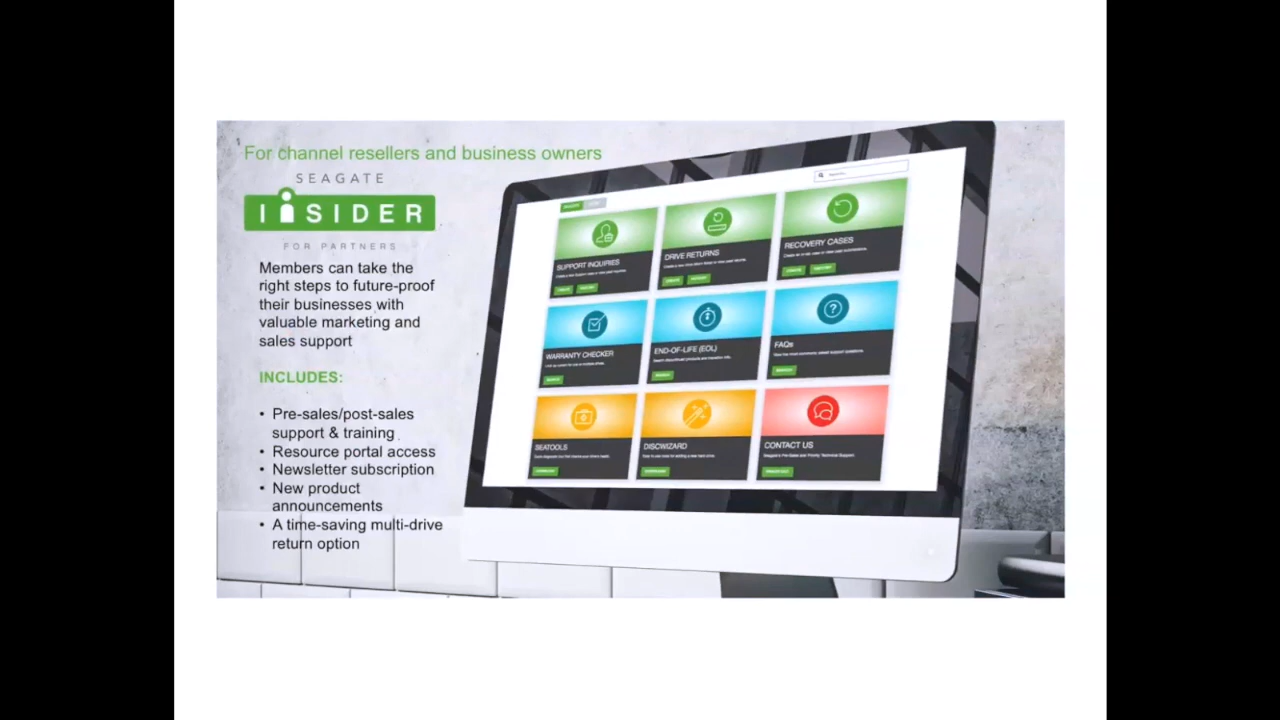 For channel resellers and business owners
SEAGATE
INSIDER
FOR PARTNERS
Members can take the
right steps to future-proof
their businesses with
valuable marketing and
sales support
INCLUDES:
• Pre-sales/post-sales
support & training
• Resource portal access
• Newsletter subscription
• New product
announcements
• A time-saving multi-drive
return option
SUPPORT INQUIRIES
DRIVE RETURNS
RECOVERY CASES
WARRANTY CHECKER
END-OF-LIFE (EOL)
FAQs
SEATOOLS
DISCWIZARD
CONTACT US